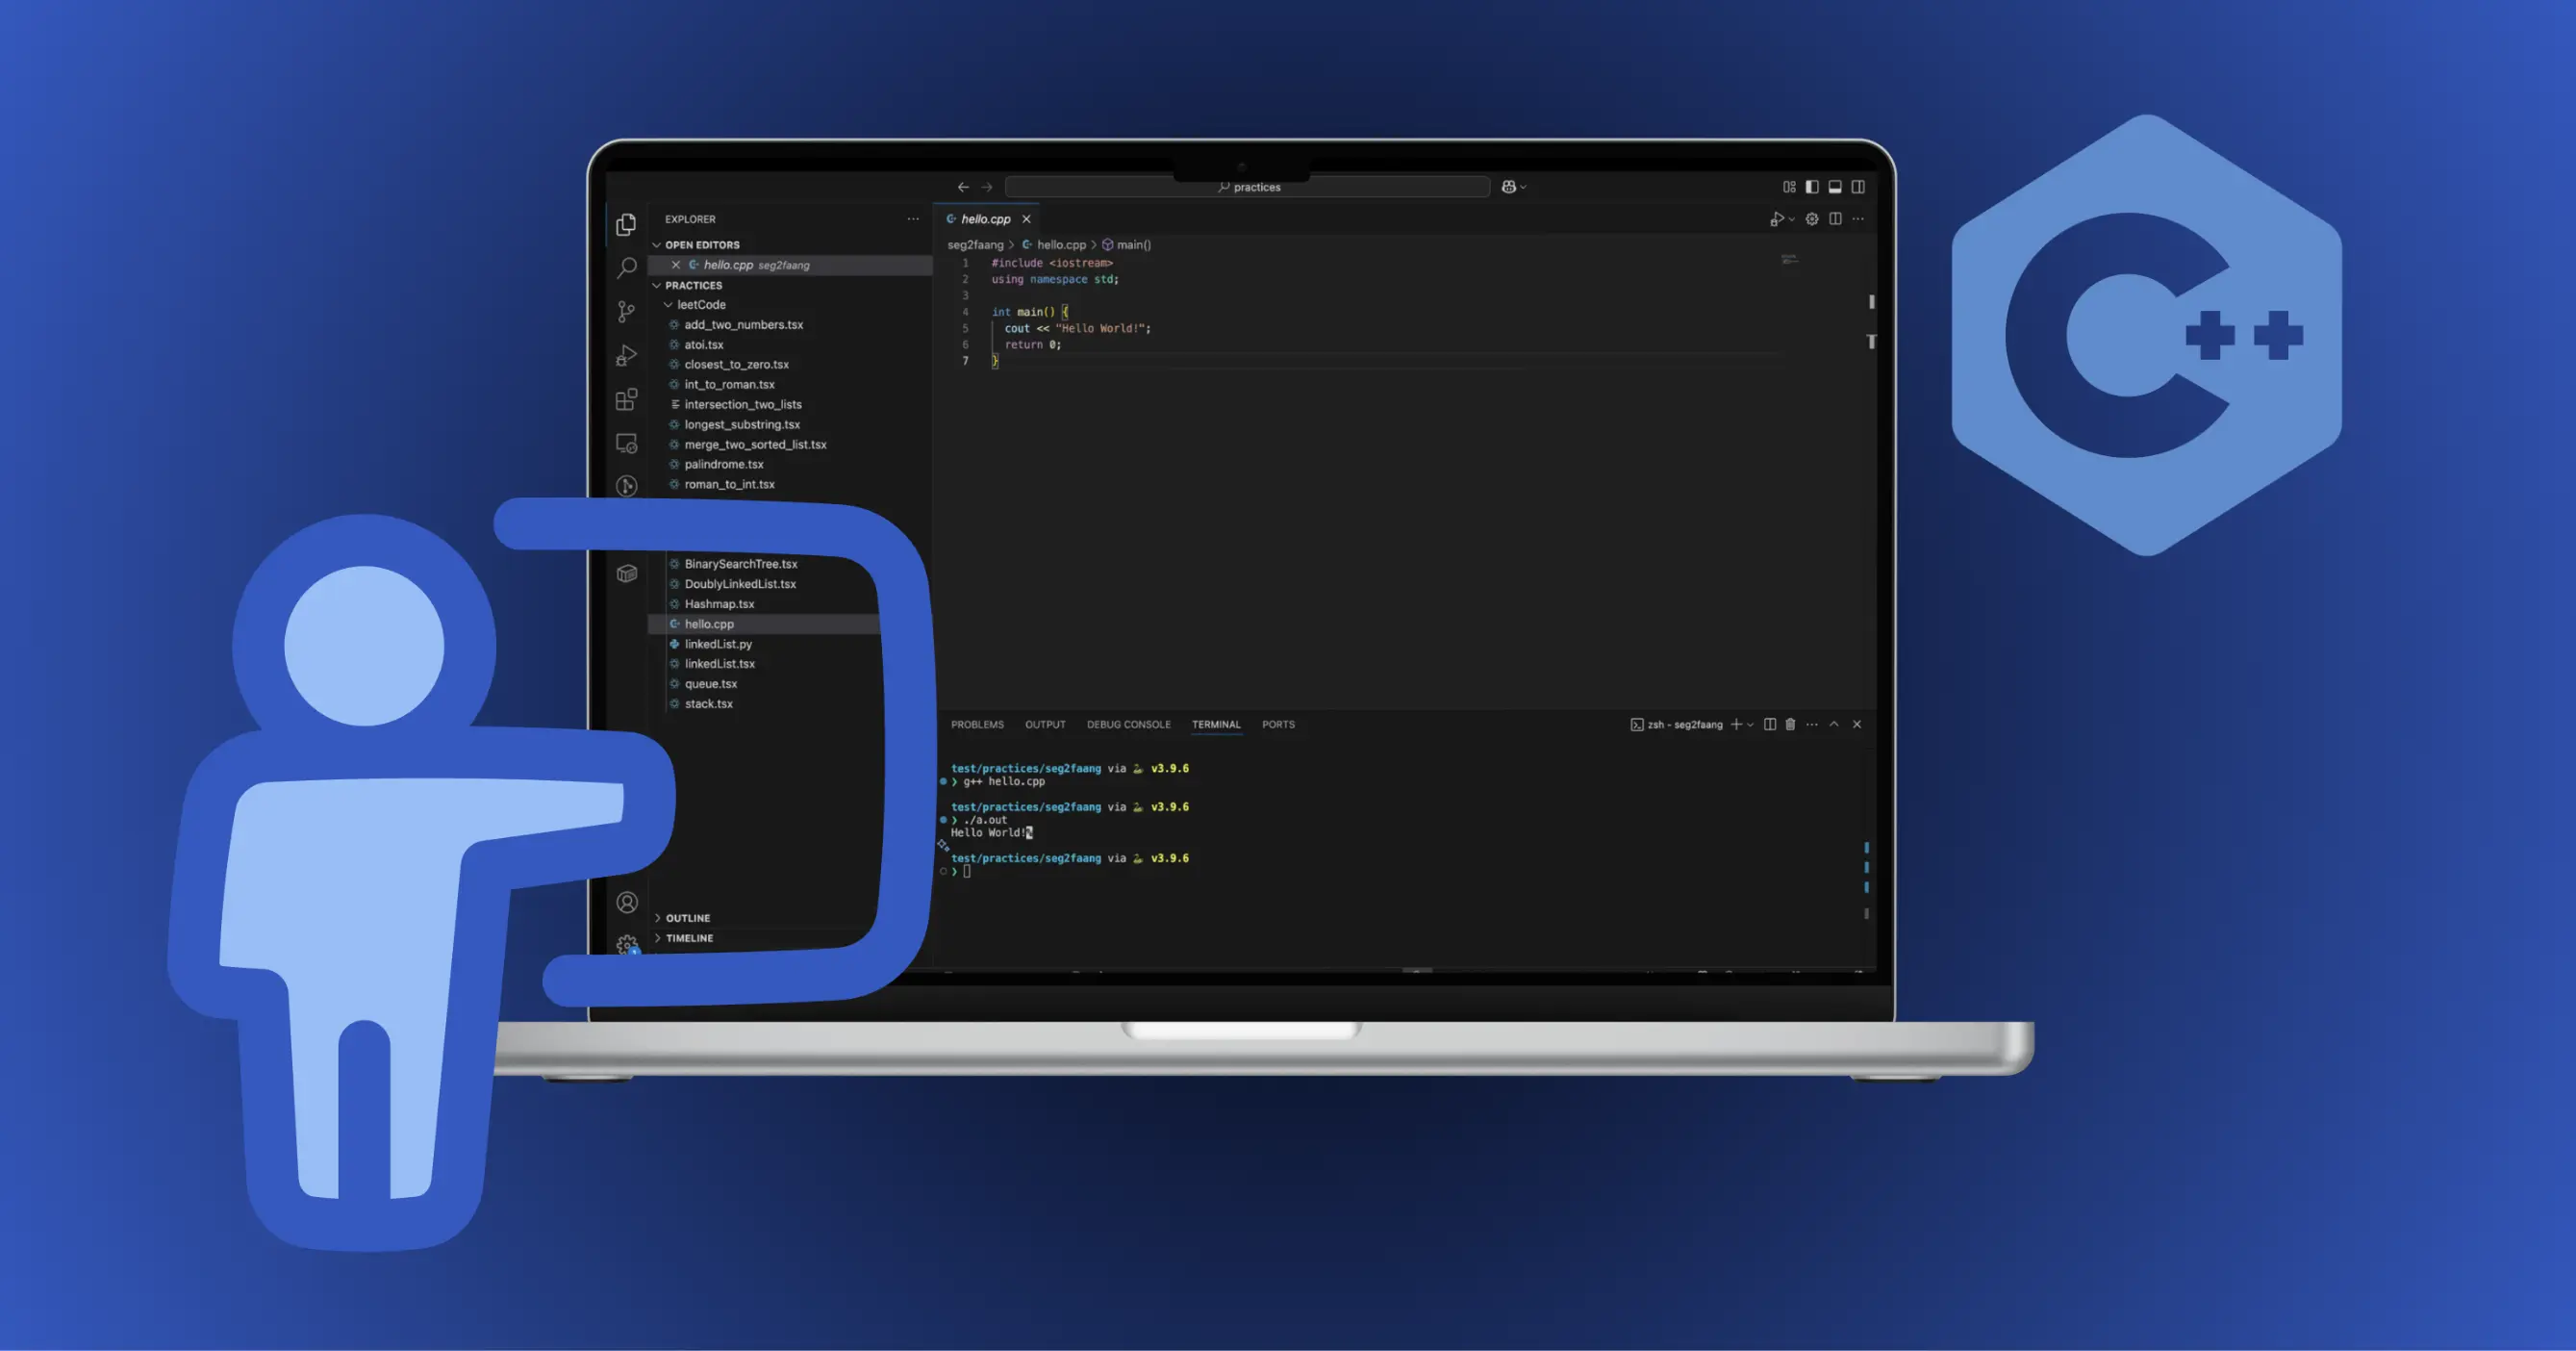 practices
EXPLORER
OPEN EDITORS
hello.cpp seg2faang
PRACTICES
leetCode
add_two_numbers.tsx
atoi.tsx
closest_to_zero.tsx
int_to_roman.tsx
intersection_two_lists
longest_substring.tsx
merge_two_sorted_list.tsx
palindrome.tsx
roman_to_int.tsx
BinarySearchTree.tsx
DoublyLinkedList.tsx
Hashmap.tsx
hello.cpp
linkedList.py
linkedList.tsx
queue.tsx
stack.tsx
OUTLINE
TIMELINE
hello.cpp
seg2faang > hello.cpp > main()
1 #include <iostream>
2 using namespace std;
3
4 int main() {
5 cout << "Hello World!";
6 return 0;
7 }
PROBLEMS OUTPUT DEBUG CONSOLE TERMINAL PORTS zsh - seg2faang
test/practices/seg2faang via v3.9.6
❯ g++ hello.cpp
test/practices/seg2faang via v3.9.6
❯ ./a.out
Hello World!%
test/practices/seg2faang via v3.9.6
❯
C++